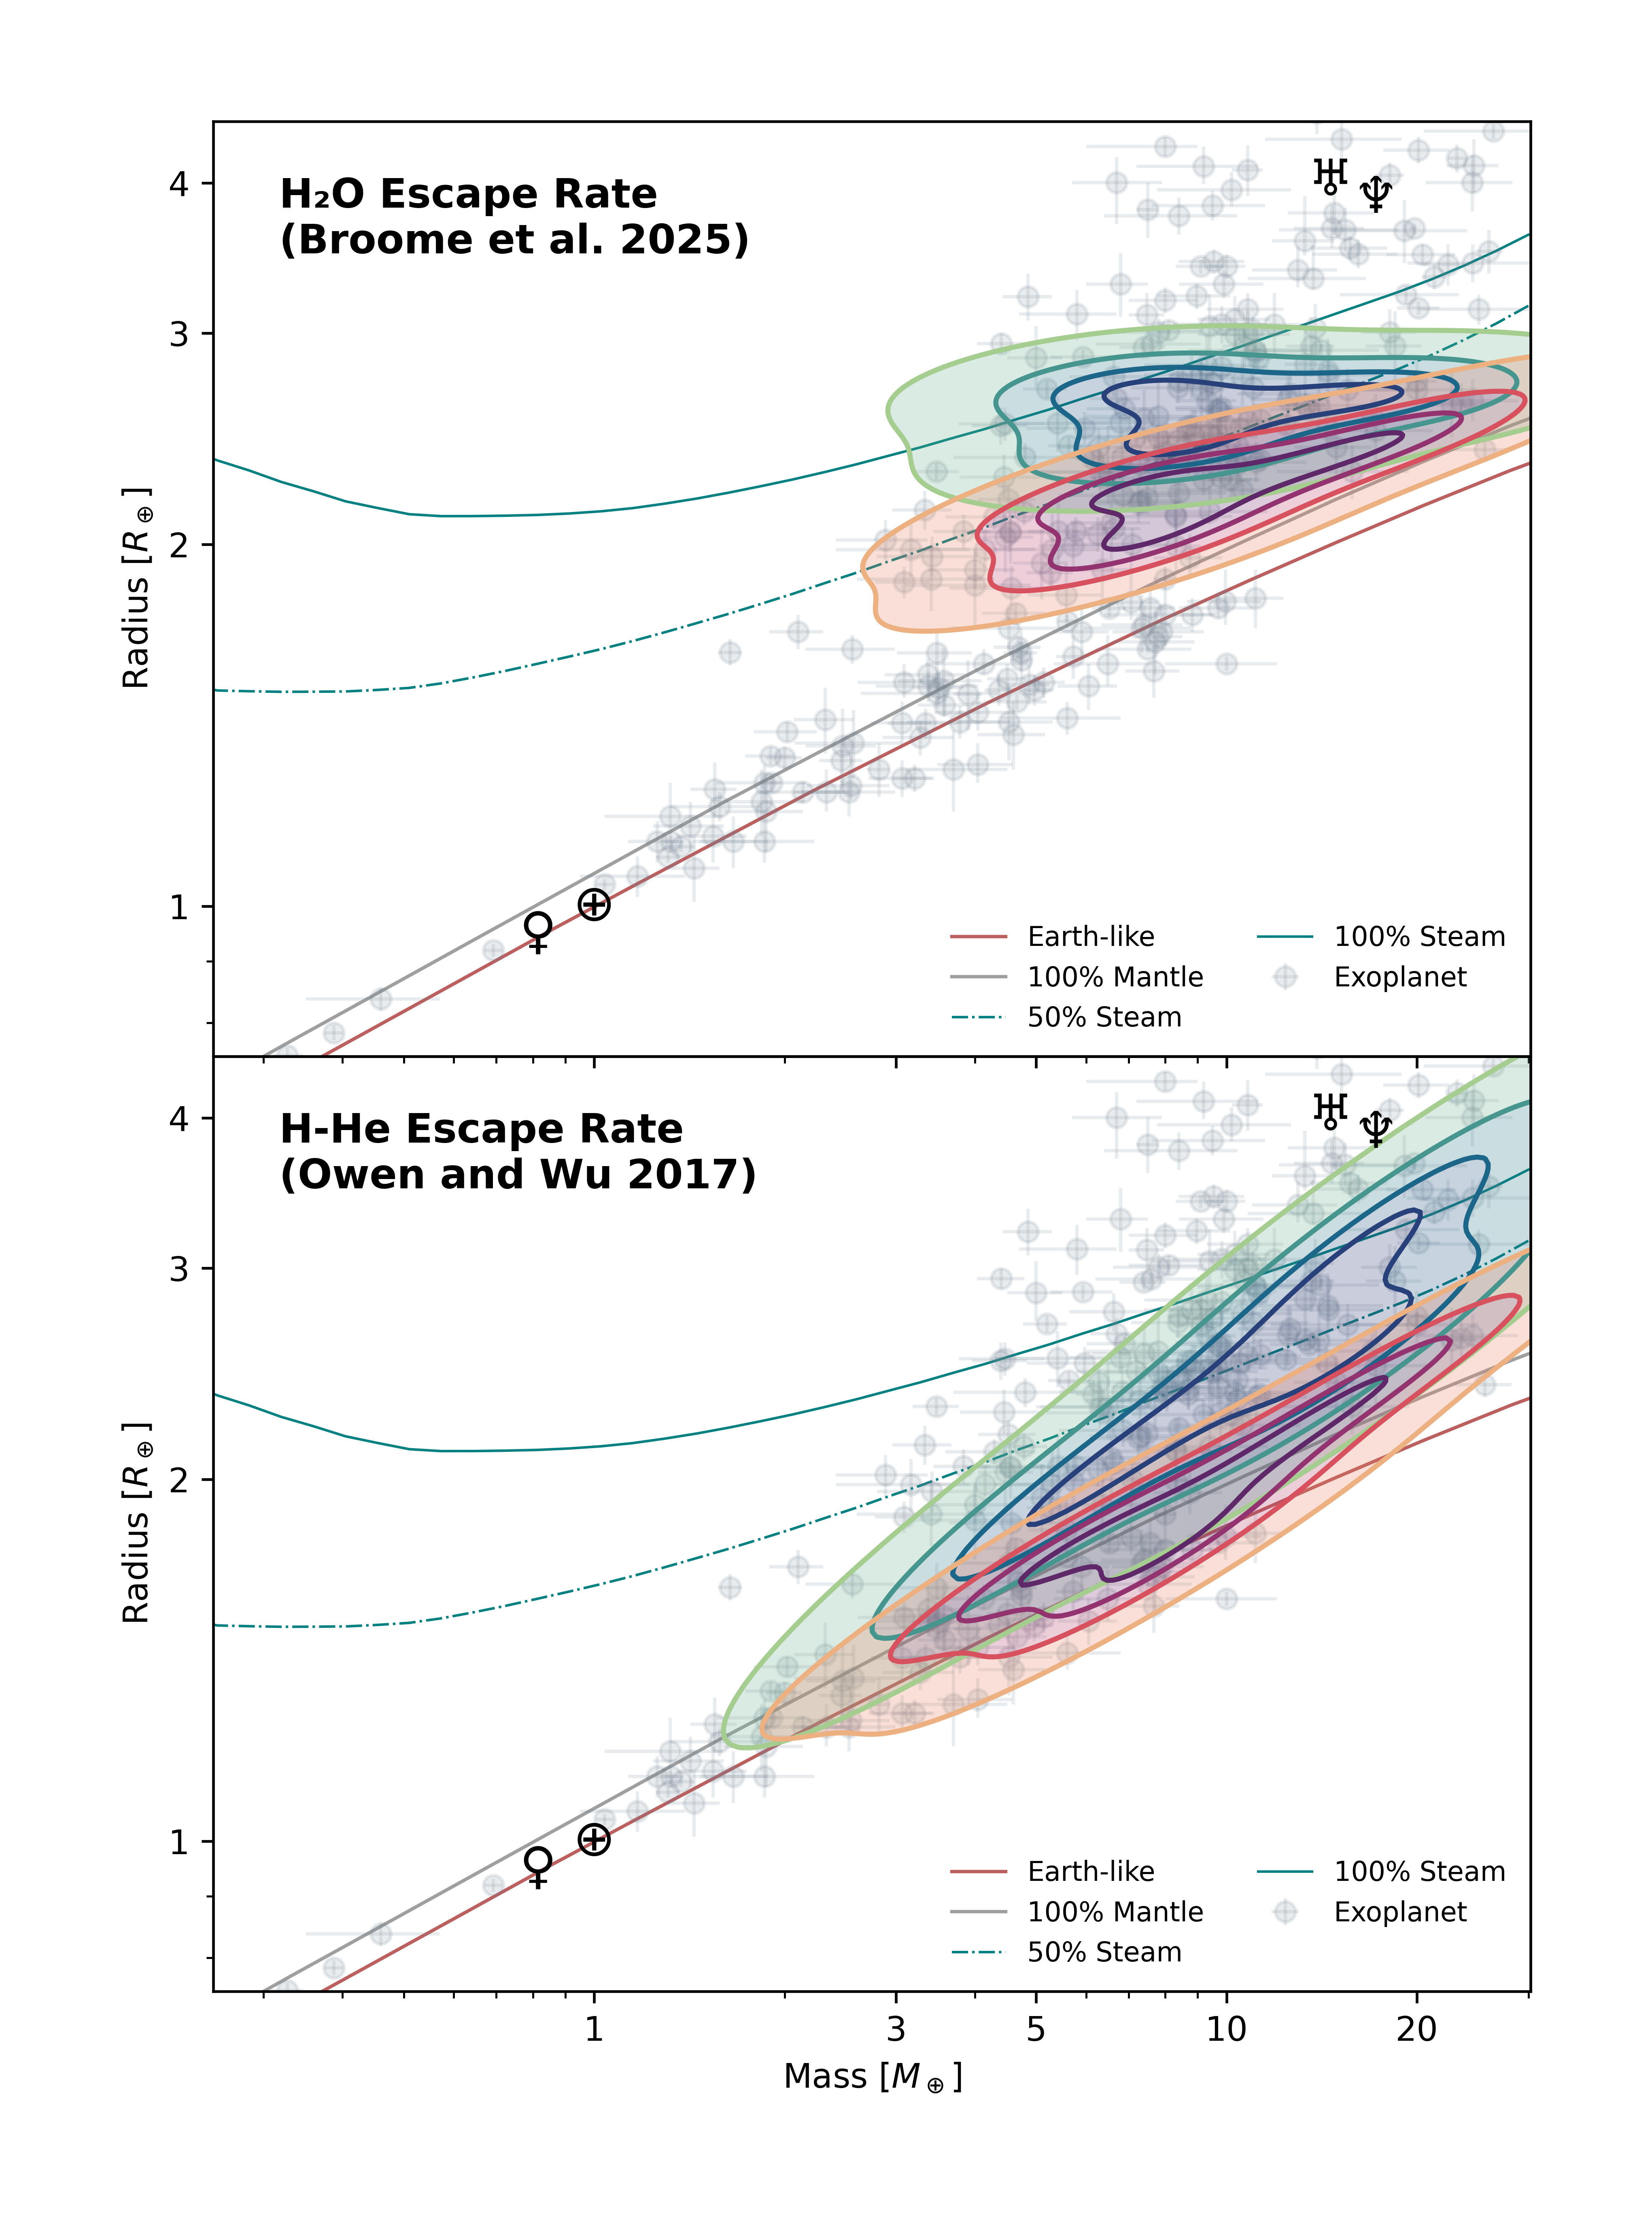 H₂O Escape Rate
(Broome et al. 2025)
4
3
2
1
Radius [R⊕]
Earth-like
100% Mantle
50% Steam
100% Steam
Exoplanet
H-He Escape Rate
(Owen and Wu 2017)
4
3
2
1
Radius [R⊕]
Earth-like
100% Mantle
50% Steam
100% Steam
Exoplanet
1 3 5 10 20
Mass [M⊕]